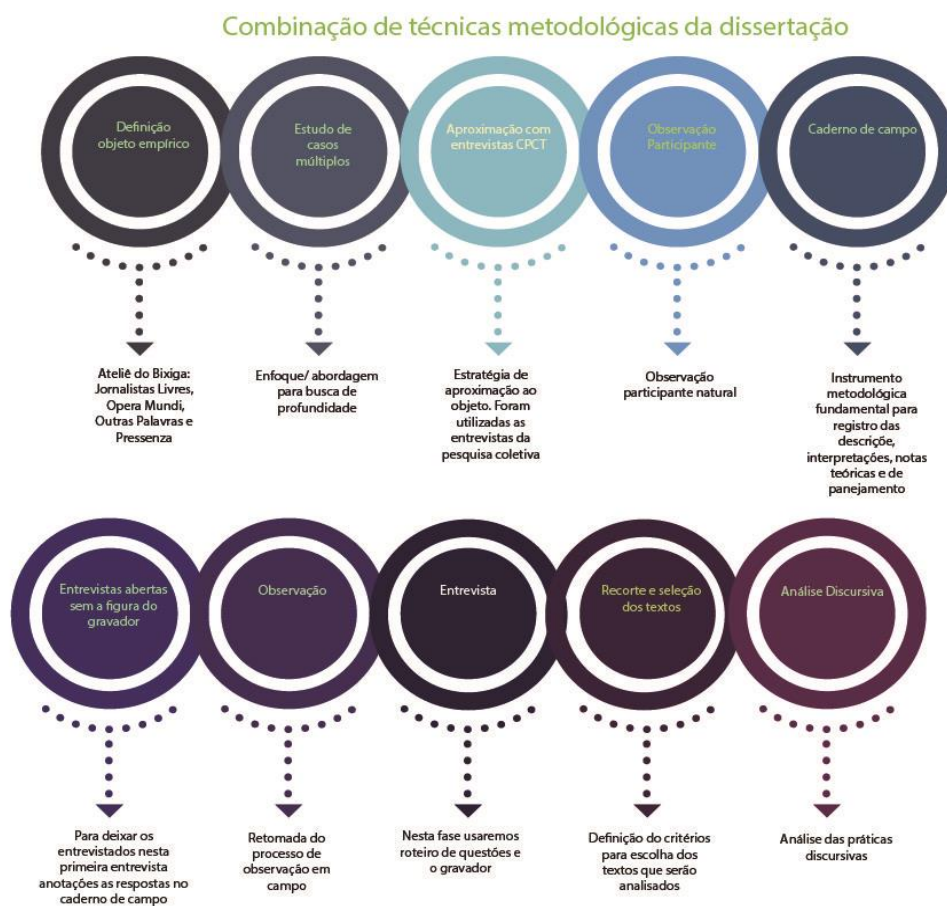 Combinação de técnicas metodológicas da dissertação
Definição
objeto empírico
Estudo de
casos
múltiplos
Aproximação com
entrevistas CPCT
Observação
Participante
Caderno de campo
Ateliê do Bixiga:
Jornalistas Livres,
Opera Mundi,
Outras Palavras e
Pressenza
Enfoque/ abordagem
para busca de
profundidade
Estratégia de
aproximação ao
objeto. Foram
utilizadas as
entrevistas da
pesquisa coletiva
Observação
participante natural
Instrumento
metodológica
fundamental para
registro das
descrição, 
interpretações, notas
teóricas e de
panejamento
Entrevistas abertas
sem a figura do
gravador
Observação
Entrevista
Recorte e seleção
dos textos
Análise Discursiva
Para deixar os
entrevistados nesta
primeira entrevista
anotações as respostas no
caderno de campo
Retomada do
processo de
observação em
campo
Nesta fase usaremos
roteiro de questões e
o gravador
Definição do critérios
para escolha dos
textos que serão
analisados
Análise das práticas
discursivas